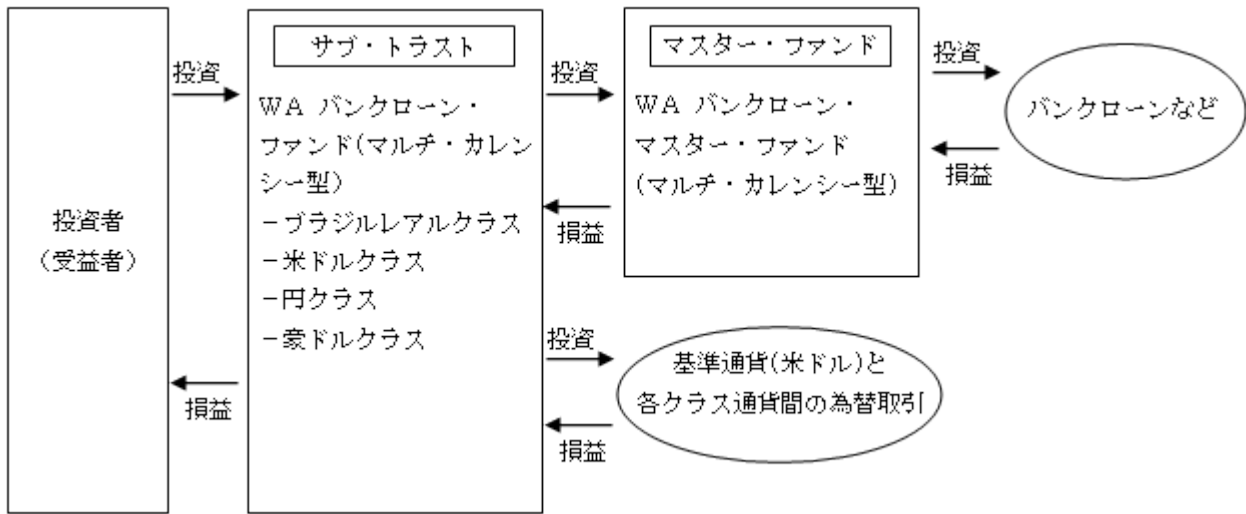 投資者
(受益者)
投資
損益
サブ・トラスト
WA バンクローン・
ファンド(マルチ・カレン
シー型)
－ブラジルレアルクラス
－米ドルクラス
－円クラス
－豪ドルクラス
投資
損益
マスター・ファンド
WA バンクローン・
マスター・ファンド
(マルチ・カレンシー型)
投資
損益
バンクローンなど
投資
損益
基準通貨(米ドル)と
各クラス通貨間の為替取引